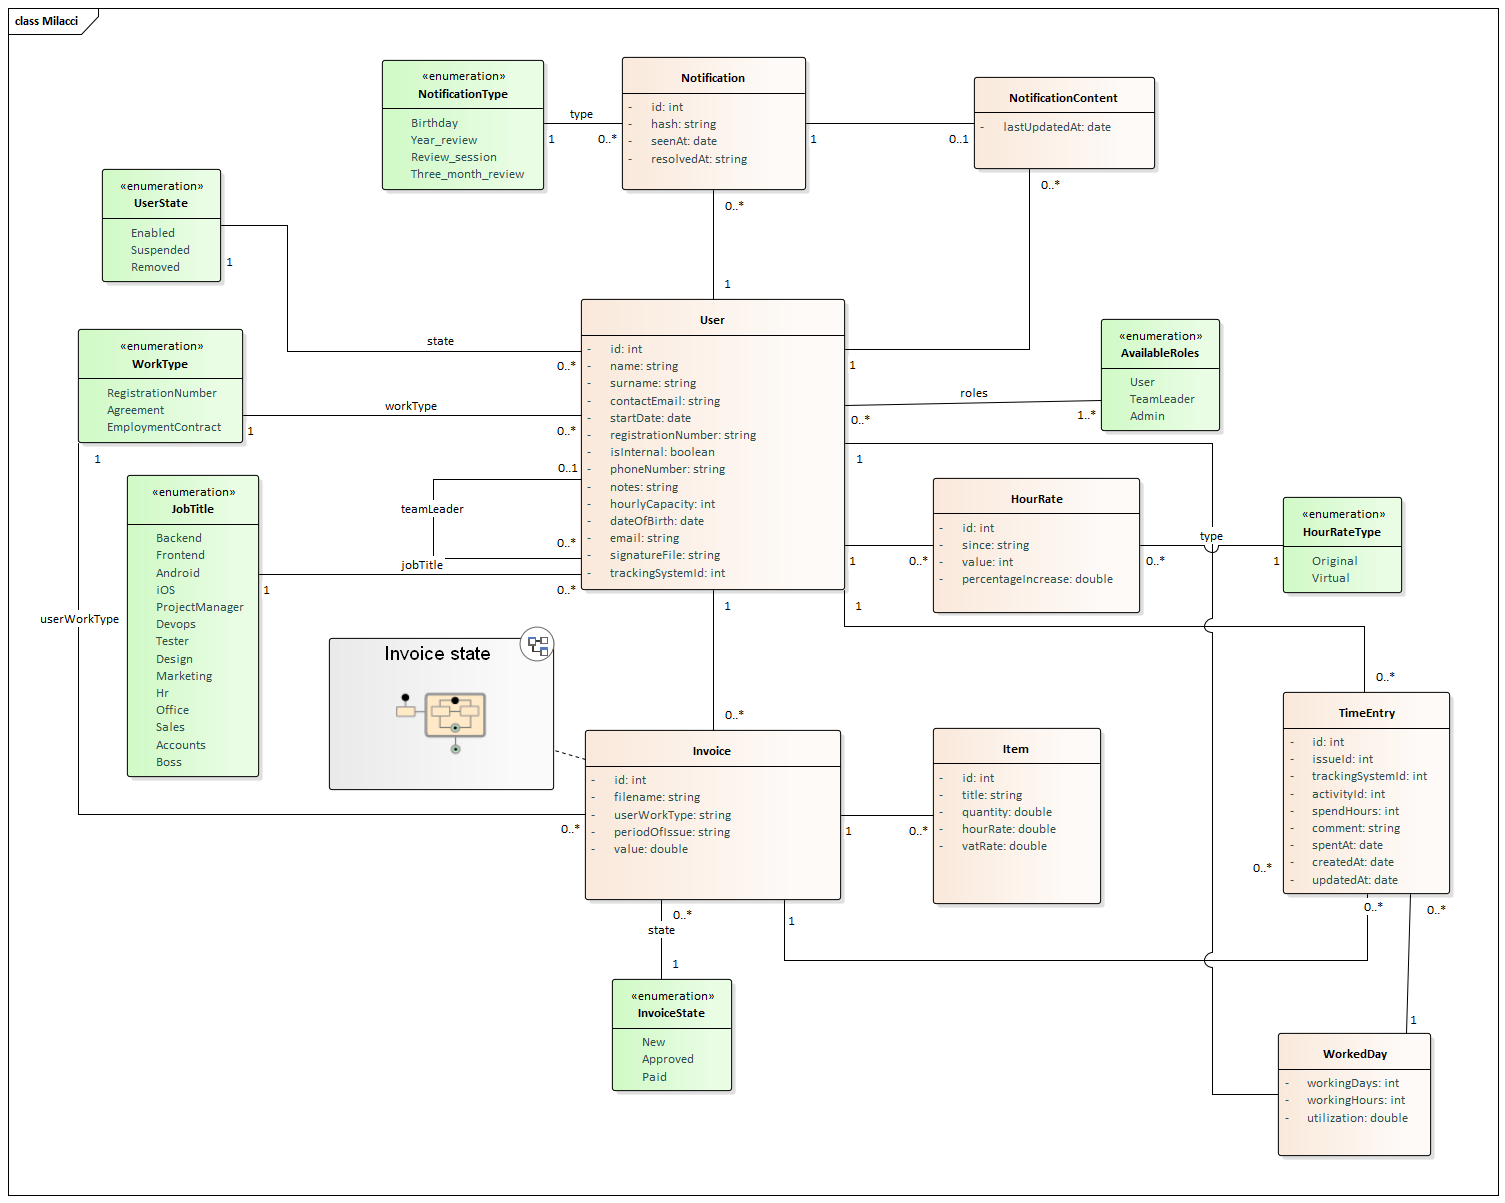 class Milacci
«enumeration»
NotificationType
Birthday
Year_review
Review_session
Three_month_review
type
1
0..*
Notification
- id: int
- hash: string
- seenAt: date
- resolvedAt: string
1
0..1
NotificationContent
- lastUpdatedAt: date
0..*
0..*
1
«enumeration»
UserState
Enabled
Suspended
Removed
1
state
0..*
«enumeration»
WorkType
RegistrationNumber
Agreement
EmploymentContract
1
workType
0..*
1
userWorkType
0..*
User
- id: int
- name: string
- surname: string
- contactEmail: string
- startDate: date
- registrationNumber: string
- isInternal: boolean
- phoneNumber: string
- notes: string
- hourlyCapacity: int
- dateOfBirth: date
- email: string
- signatureFile: string
- trackingSystemId: int
0..1
teamLeader
0..*
1
0..*
roles
1..*
«enumeration»
AvailableRoles
User
TeamLeader
Admin
1
«enumeration»
JobTitle
Backend
Frontend
Android
iOS
ProjectManager
Devops
Tester
Design
Marketing
Hr
Office
Sales
Accounts
Boss
jobTitle
1
0..*
1
0..*
HourRate
- id: int
- since: string
- value: int
- percentageIncrease: double
type
0..*
1
«enumeration»
HourRateType
Original
Virtual
1
1
0..*
0..*
Invoice state
Invoice
- id: int
- filename: string
- userWorkType: string
- periodOfIssue: string
- value: double
1
0..*
Item
- id: int
- title: string
- quantity: double
- hourRate: double
- vatRate: double
TimeEntry
- id: int
- issueId: int
- trackingSystemId: int
- activityId: int
- spendHours: int
- comment: string
- spentAt: date
- createdAt: date
- updatedAt: date
0..*
0..*
0..*
0..*
state
1
1
«enumeration»
InvoiceState
New
Approved
Paid
1
WorkedDay
- workingDays: int
- workingHours: int
- utilization: double